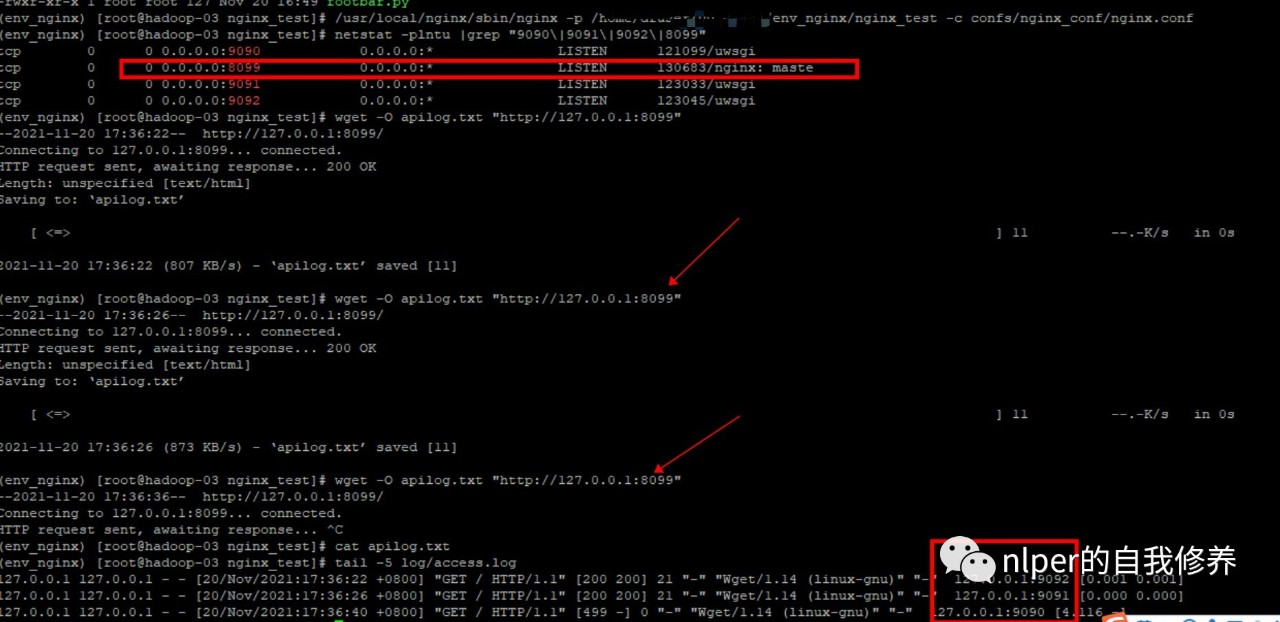 -rwxr-xr-x 1 root root 127 Nov 20 16:49 rootbar.py
(env_nginx) [root@hadoop-03 nginx_test]# /usr/local/nginx/sbin/nginx -p /home/ env_nginx/nginx_test -c confs/nginx_conf/nginx.conf
(env_nginx) [root@hadoop-03 nginx_test]# netstat -plntu |grep "9090\|9091\|9092\|8099"
tcp 0 0 0.0.0.0:9090 0.0.0.0:* LISTEN 121099/uwsgi
tcp 0 0 0.0.0.0:8099 0.0.0.0:* LISTEN 130683/nginx: maste
tcp 0 0 0.0.0.0:9091 0.0.0.0:* LISTEN 123033/uwsgi
tcp 0 0 0.0.0.0:9092 0.0.0.0:* LISTEN 123045/uwsgi
(env_nginx) [root@hadoop-03 nginx_test]# wget -O apilog.txt "http://127.0.0.1:8099"
--2021-11-20 17:36:22-- http://127.0.0.1:8099/
Connecting to 127.0.0.1:8099... connected.
HTTP request sent, awaiting response... 200 OK
Length: unspecified [text/html]
Saving to: ‘apilog.txt’
[ <=> ] 11 --.-K/s in 0s
2021-11-20 17:36:22 (807 KB/s) - ‘apilog.txt’ saved [11]
(env_nginx) [root@hadoop-03 nginx_test]# wget -O apilog.txt "http://127.0.0.1:8099"
--2021-11-20 17:36:26-- http://127.0.0.1:8099/
Connecting to 127.0.0.1:8099... connected.
HTTP request sent, awaiting response... 200 OK
Length: unspecified [text/html]
Saving to: ‘apilog.txt’
[ <=> ] 11 --.-K/s in 0s
2021-11-20 17:36:26 (873 KB/s) - ‘apilog.txt’ saved [11]
(env_nginx) [root@hadoop-03 nginx_test]# wget -O apilog.txt "http://127.0.0.1:8099"
--2021-11-20 17:36:36-- http://127.0.0.1:8099/
Connecting to 127.0.0.1:8099... connected.
HTTP request sent, awaiting response... ^C
(env_nginx) [root@hadoop-03 nginx_test]# cat apilog.txt
(env_nginx) [root@hadoop-03 nginx_test]# tail -5 log/access.log
nlper的自我修养
127.0.0.1 127.0.0.1 - - [20/Nov/2021:17:36:22 +0800] "GET / HTTP/1.1" [200 200] 21 "-" "Wget/1.14 (linux-gnu)" "-" 127.0.0.1:9092 [0.001 0.001]
127.0.0.1 127.0.0.1 - - [20/Nov/2021:17:36:26 +0800] "GET / HTTP/1.1" [200 200] 21 "-" "Wget/1.14 (linux-gnu)" "-" 127.0.0.1:9091 [0.000 0.000]
127.0.0.1 127.0.0.1 - - [20/Nov/2021:17:36:40 +0800] "GET / HTTP/1.1" [499 -] 0 "-" "Wget/1.14 (linux-gnu)" "-" 127.0.0.1:9090 [4.116 -]